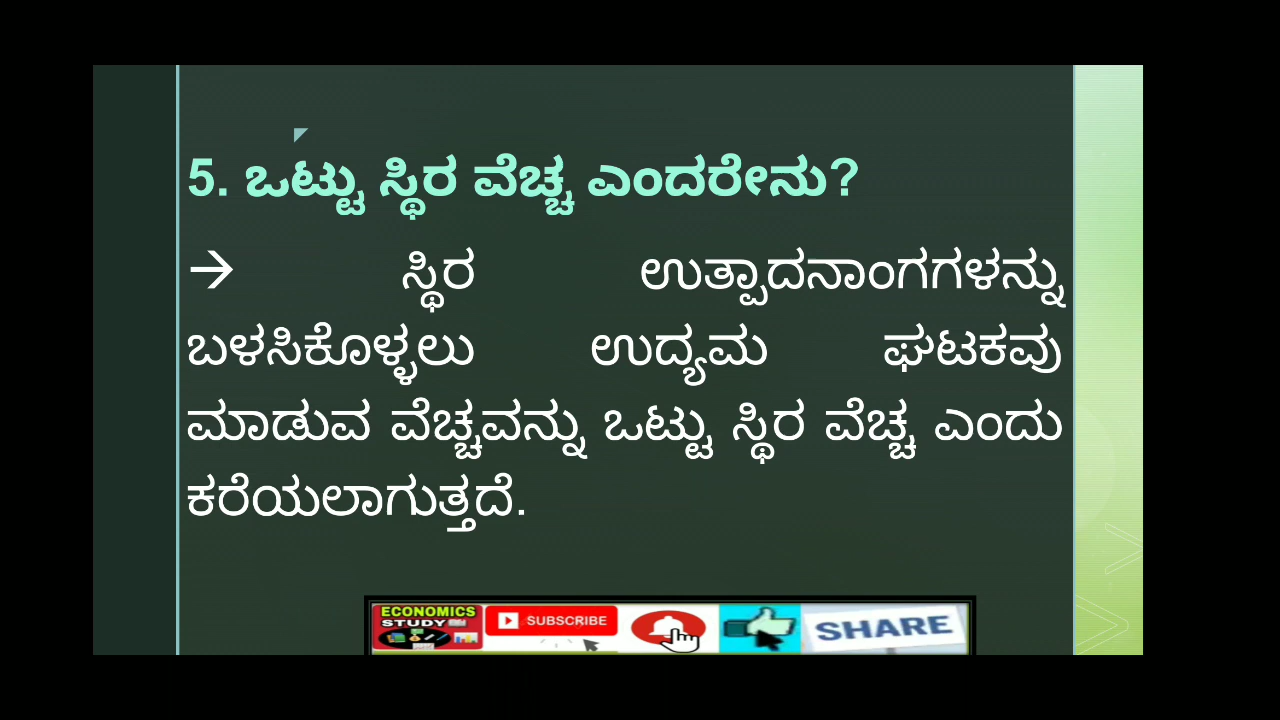 5. ಒಟ್ಟು ಸ್ಥಿರ ವೆಚ್ಚ ಎಂದರೇನು?
→ ಸ್ಥಿರ ಉತ್ಪಾದನಾಂಗಗಳನ್ನು
ಬಳಸಿಕೊಳ್ಳಲು ಉದ್ಯಮ ಘಟಕವು
ಮಾಡುವ ವೆಚ್ಚವನ್ನು ಒಟ್ಟು ಸ್ಥಿರ ವೆಚ್ಚ ಎಂದು
ಕರೆಯಲಾಗುತ್ತದೆ.
ECONOMICS
STUDY
SUBSCRIBE
SHARE